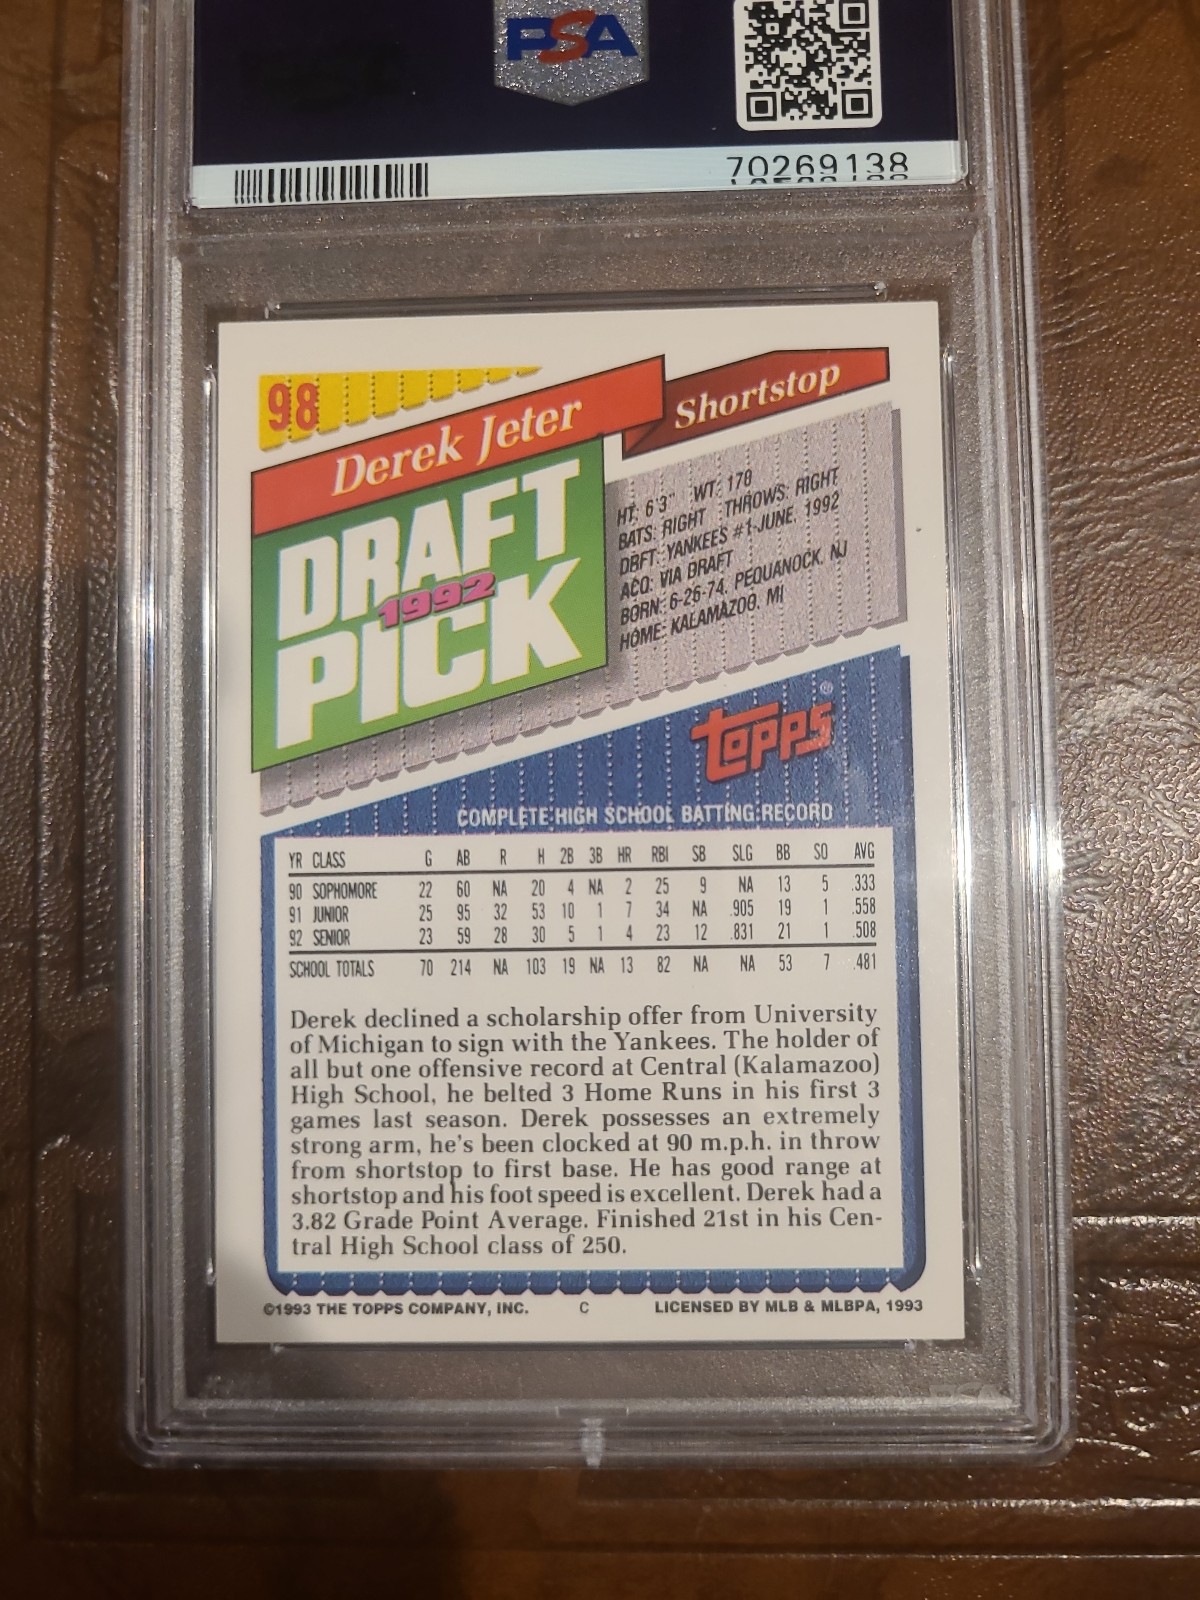 PSA
70269138
98
Derek Jeter
Shortstop
DRAFT
1992
PICK
HT: 6'3" WT: 178
BATS: RIGHT THROWS: RIGHT
DRFT: YANKEES #1-JUNE, 1992
ACQ: VIA DRAFT
BORN: 6-26-74, PEQUANOCK, NJ
HOME: KALAMAZOO, MI
topps®
COMPLETE HIGH SCHOOL BATTING RECORD
YR CLASS G AB R H 2B 3B HR RBI SB SLG BB SO AVG
90 SOPHOMORE 22 60 NA 20 4 NA 2 25 9 NA 13 5 .333
91 JUNIOR 25 95 32 53 10 1 7 34 NA .905 19 1 .558
92 SENIOR 23 59 28 30 5 1 4 23 12 .831 21 1 .508
SCHOOL TOTALS 70 214 NA 103 19 NA 13 82 NA NA 53 7 .481
Derek declined a scholarship offer from University
of Michigan to sign with the Yankees. The holder of
all but one offensive record at Central (Kalamazoo)
High School, he belted 3 Home Runs in his first 3
games last season. Derek possesses an extremely
strong arm, he's been clocked at 90 m.p.h. in throw
from shortstop to first base. He has good range at
shortstop and his foot speed is excellent. Derek had a
3.82 Grade Point Average. Finished 21st in his Cen-
tral High School class of 250.
©1993 THE TOPPS COMPANY, INC. C LICENSED BY MLB & MLBPA, 1993